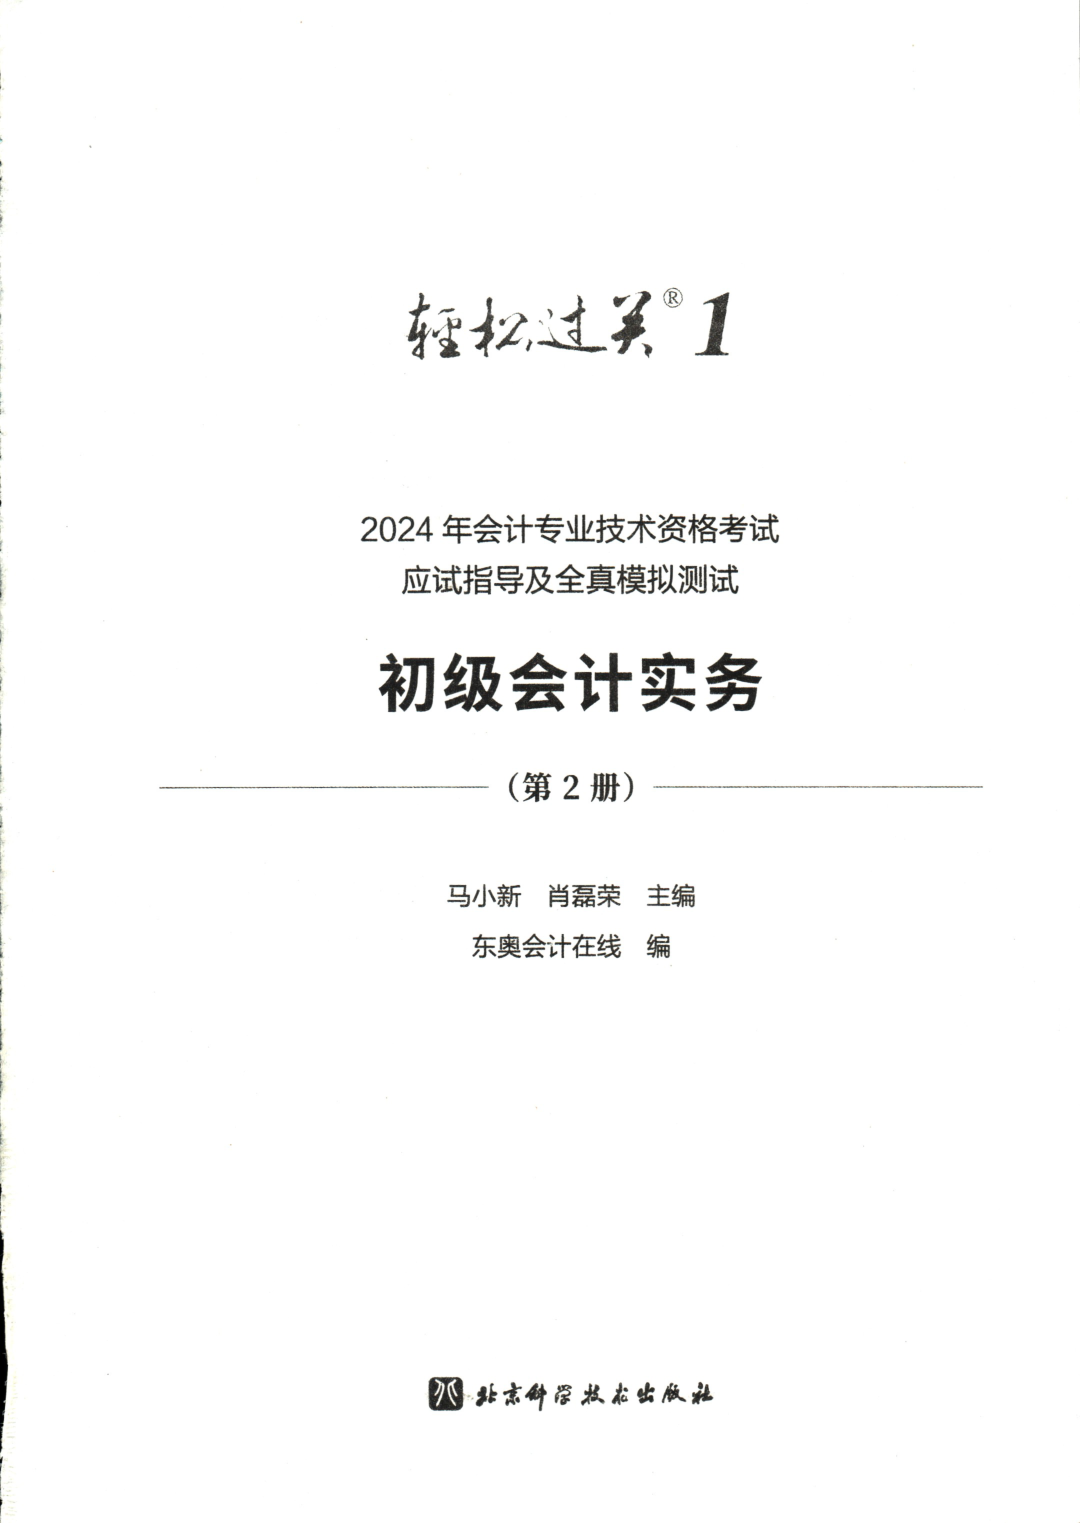 轻松过关® 1
2024 年会计专业技术资格考试
应试指导及全真模拟测试
初级会计实务
（第 2 册）
马小新 肖磊荣 主编
东奥会计在线 编
北京科学技术出版社